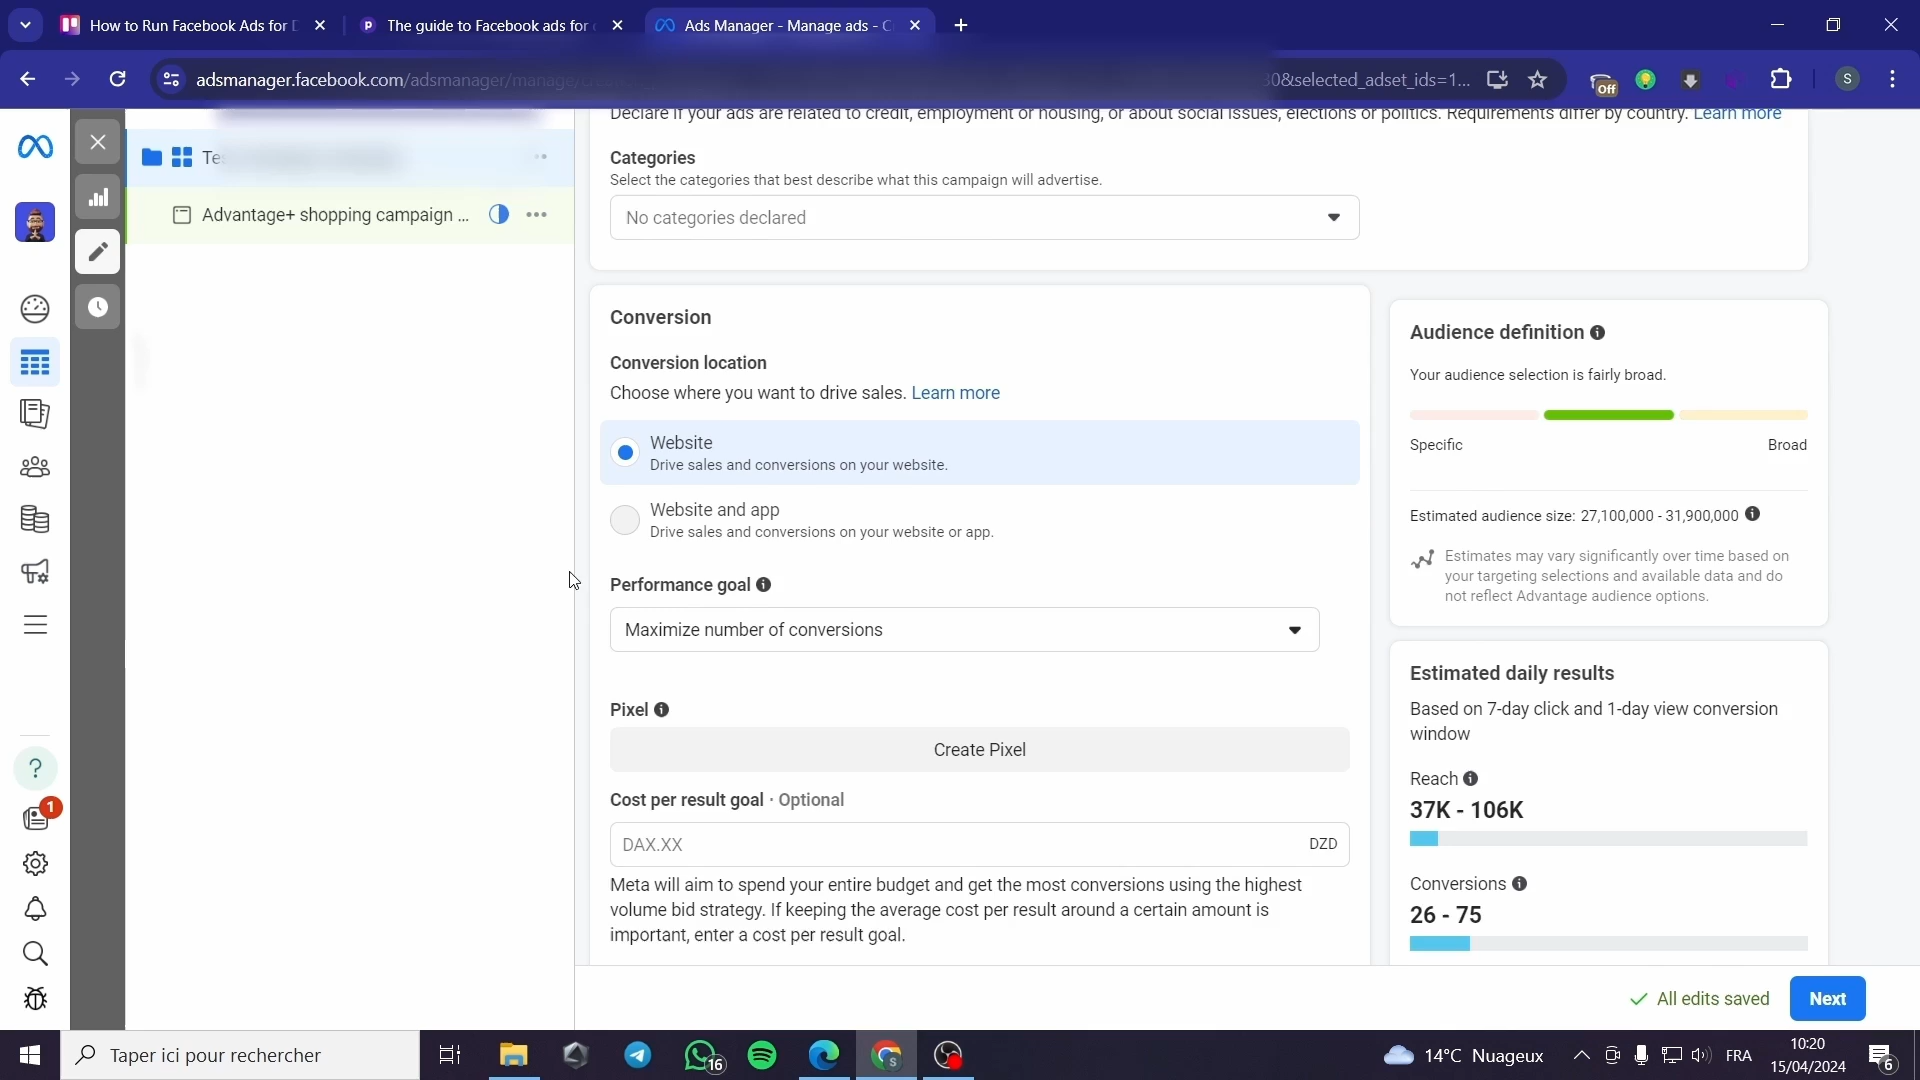 How to Run Facebook Ads for D
The guide to Facebook ads for
Ads Manager - Manage ads - C
adsmanager.facebook.com/adsmanager/manage/
30&selected_adset_ids=1...
Off
S
Declare if your ads are related to credit, employment or housing, or about social issues, elections or politics. Requirements differ by country. Learn more
Te
Categories
Select the categories that best describe what this campaign will advertise.
No categories declared
Advantage+ shopping campaign ...
Conversion
Conversion location
Choose where you want to drive sales. Learn more
Website
Drive sales and conversions on your website.
Website and app
Drive sales and conversions on your website or app.
Performance goal
Maximize number of conversions
Pixel
Create Pixel
Cost per result goal · Optional
DAX.XX
DZD
Meta will aim to spend your entire budget and get the most conversions using the highest
volume bid strategy. If keeping the average cost per result around a certain amount is
important, enter a cost per result goal.
Audience definition
Your audience selection is fairly broad.
Specific
Broad
Estimated audience size: 27,100,000 - 31,900,000
Estimates may vary significantly over time based on
your targeting selections and available data and do
not reflect Advantage audience options.
Estimated daily results
Based on 7-day click and 1-day view conversion
window
Reach
37K - 106K
Conversions
26 - 75
1
All edits saved
Next
Taper ici pour rechercher
16
S
14°C Nuageux
FRA
10:20
15/04/2024
6